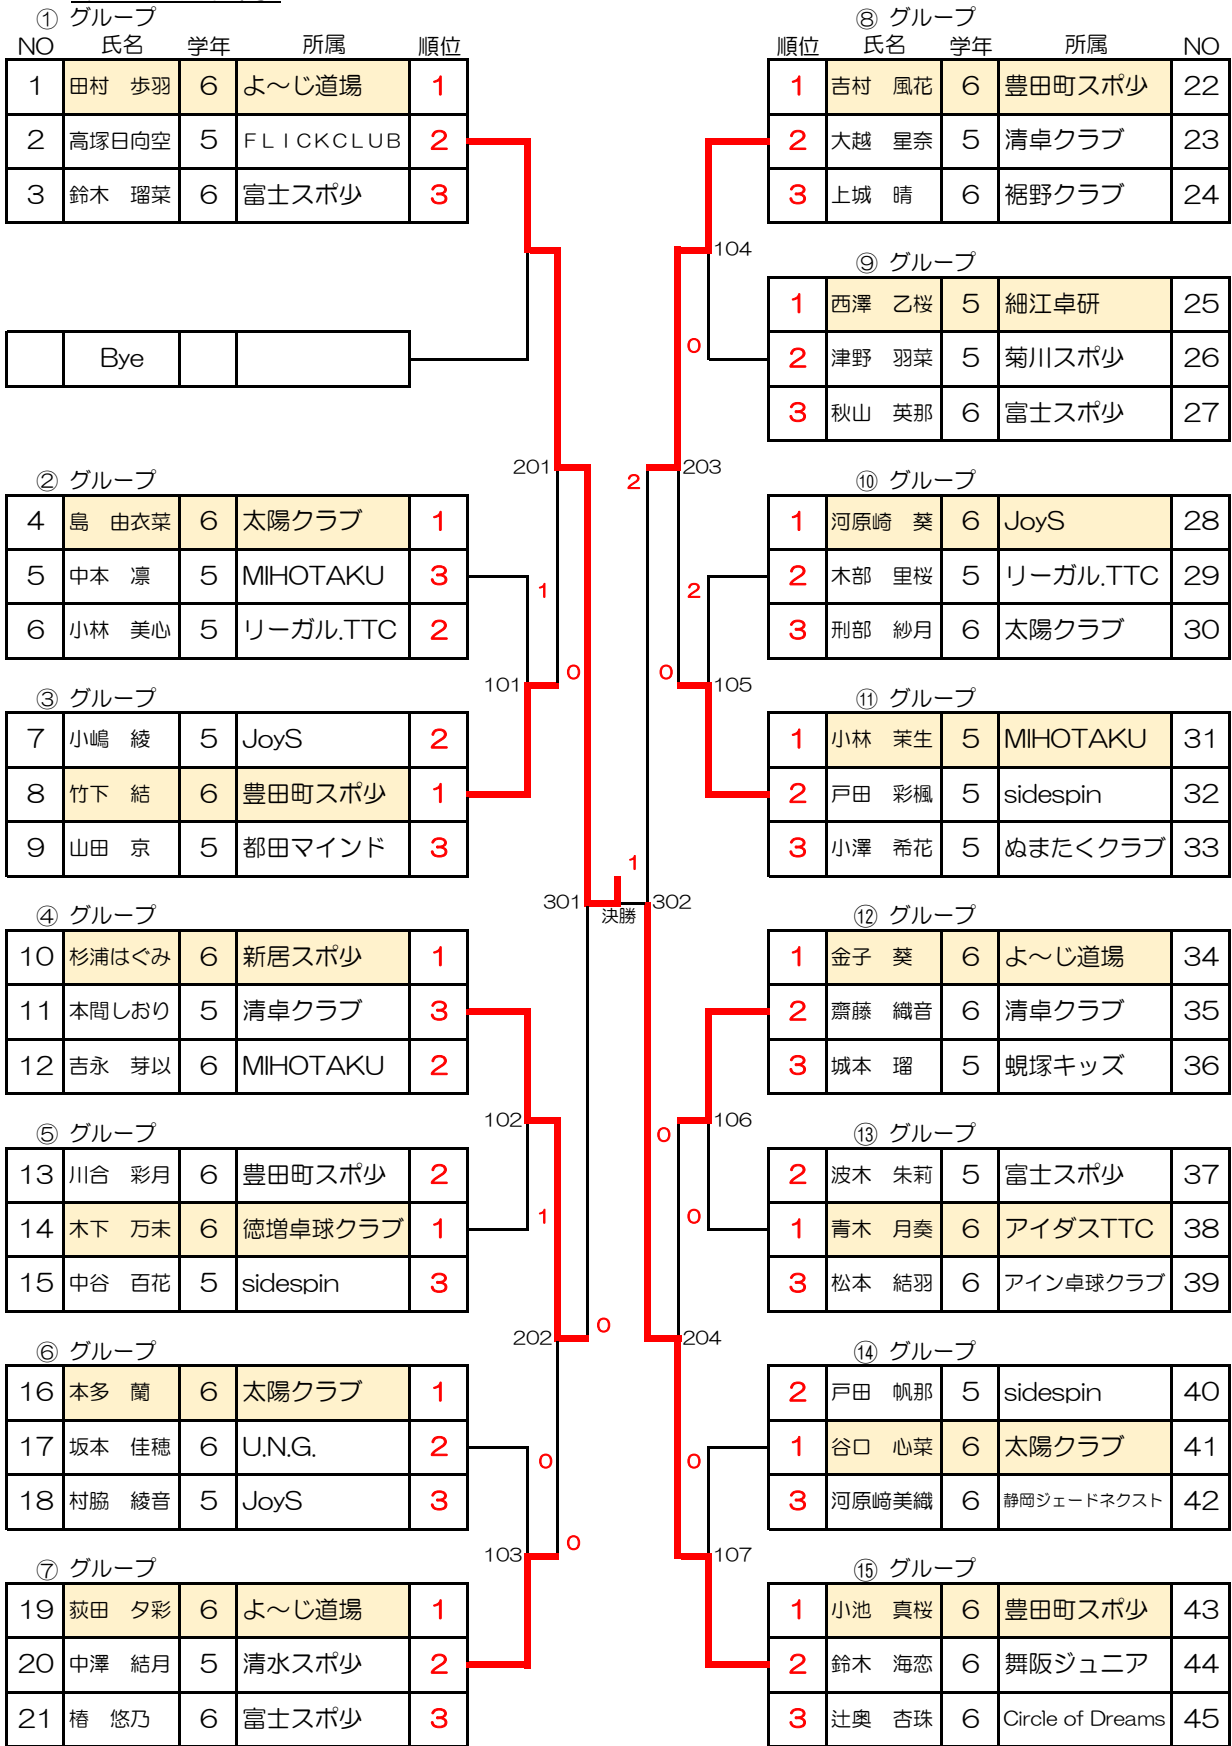 ① グループ
NO 氏名 学年 所属 順位
1 田村 歩羽 6 よ～じ道場 1
2 高塚日向空 5 FLICKCLUB 2
3 鈴木 瑠菜 6 富士スポ少 3
Bye
② グループ
4 島 由衣菜 6 太陽クラブ 1
5 中本 凛 5 MIHOTAKU 3
6 小林 美心 5 リーガル.TTC 2
③ グループ
7 小嶋 綾 5 JoyS 2
8 竹下 結 6 豊田町スポ少 1
9 山田 京 5 都田マインド 3
④ グループ
10 杉浦はぐみ 6 新居スポ少 1
11 本間しおり 5 清卓クラブ 3
12 吉永 芽以 6 MIHOTAKU 2
⑤ グループ
13 川合 彩月 6 豊田町スポ少 2
14 木下 万未 6 徳増卓球クラブ 1
15 中谷 百花 5 sidespin 3
⑥ グループ
16 本多 蘭 6 太陽クラブ 1
17 坂本 佳穂 6 U.N.G. 2
18 村脇 綾音 5 JoyS 3
⑦ グループ
19 荻田 夕彩 6 よ～じ道場 1
20 中澤 結月 5 清水スポ少 2
21 椿 悠乃 6 富士スポ少 3
201
1
101
0
301
102
1
202
0
0
103
0
1
決勝
2
302
104
0
203
2
0
105
106
0
0
204
0
107
⑧ グループ
順位 氏名 学年 所属 NO
1 吉村 風花 6 豊田町スポ少 22
2 大越 星奈 5 清卓クラブ 23
3 上城 晴 6 裾野クラブ 24
⑨ グループ
1 西澤 乙桜 5 細江卓研 25
2 津野 羽菜 5 菊川スポ少 26
3 秋山 英那 6 富士スポ少 27
⑩ グループ
1 河原崎 葵 6 JoyS 28
2 木部 里桜 5 リーガル.TTC 29
3 刑部 紗月 6 太陽クラブ 30
⑪ グループ
1 小林 茉生 5 MIHOTAKU 31
2 戸田 彩楓 5 sidespin 32
3 小澤 希花 5 ぬまたくクラブ 33
⑫ グループ
1 金子 葵 6 よ～じ道場 34
2 齋藤 織音 6 清卓クラブ 35
3 城本 瑠 5 蜆塚キッズ 36
⑬ グループ
2 波木 朱莉 5 富士スポ少 37
1 青木 月奏 6 アイダスTTC 38
3 松本 結羽 6 アイン卓球クラブ 39
⑭ グループ
2 戸田 帆那 5 sidespin 40
1 谷口 心菜 6 太陽クラブ 41
3 河原﨑美織 6 静岡ジェードネクスト 42
⑮ グループ
1 小池 真桜 6 豊田町スポ少 43
2 鈴木 海恋 6 舞阪ジュニア 44
3 辻奥 杏珠 6 Circle of Dreams 45